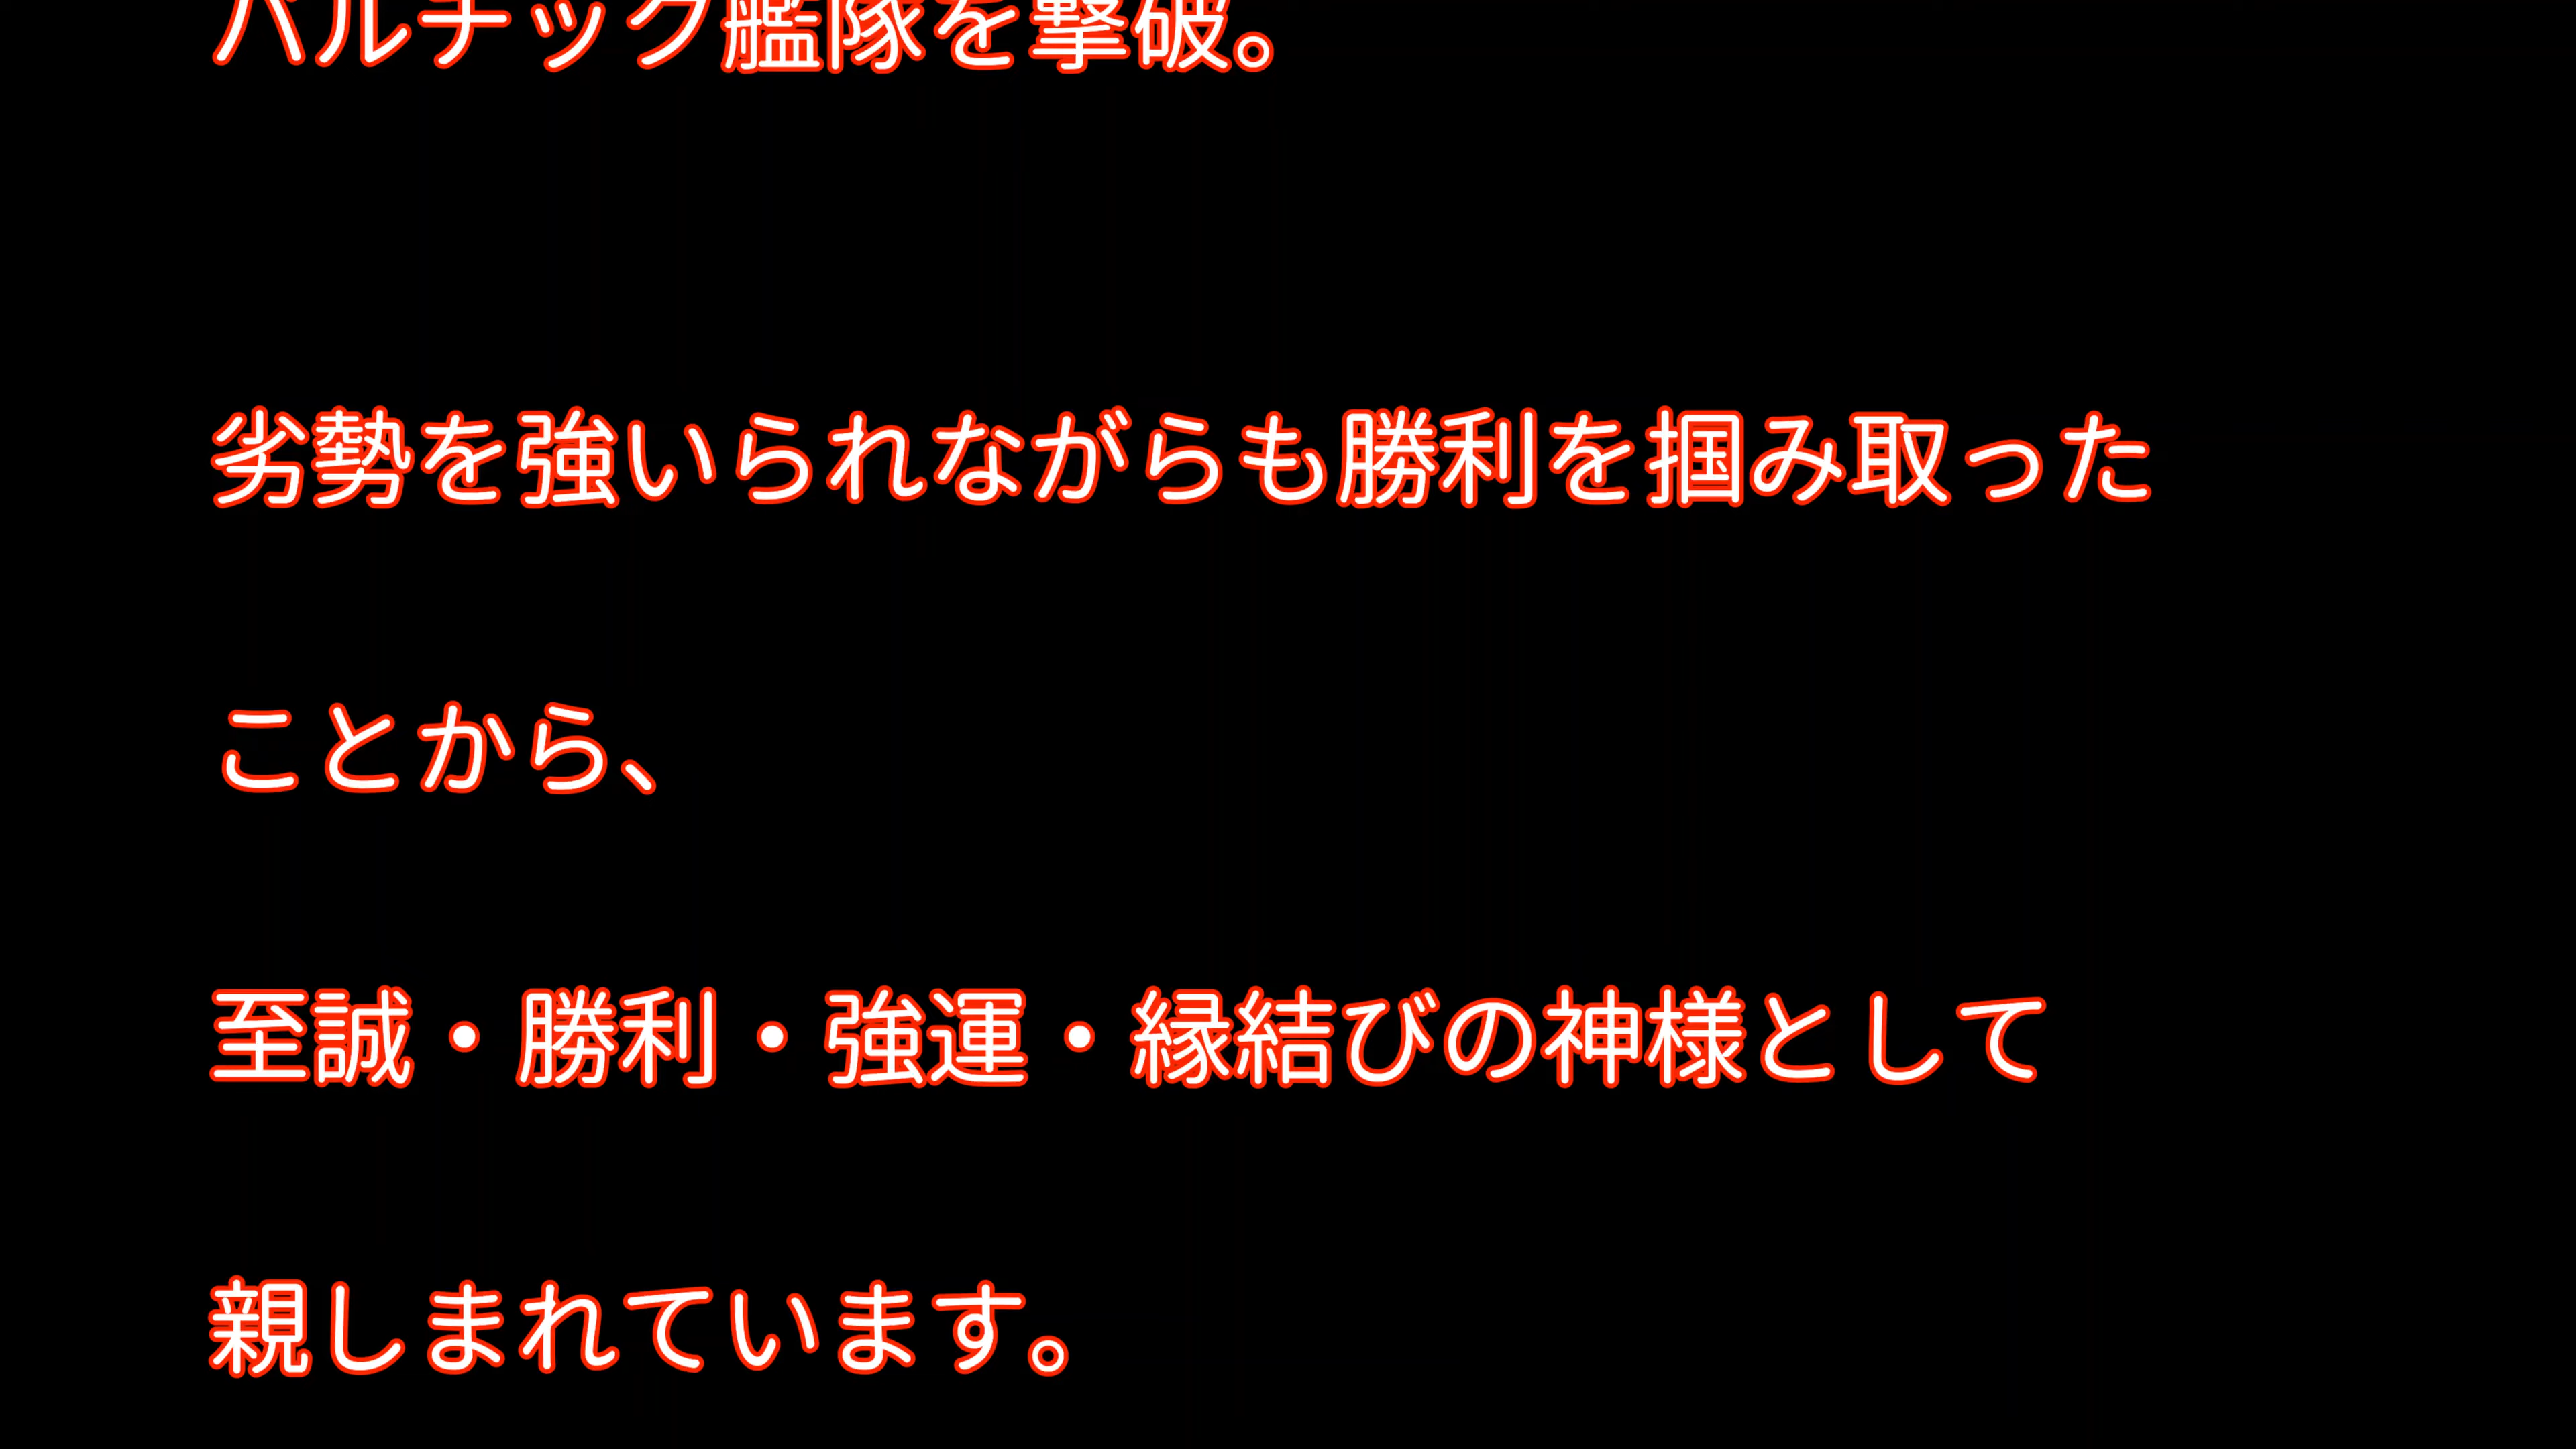 バルチック艦隊を撃破。
劣勢を強いられながらも勝利を掴み取った
ことから、
至誠・勝利・強運・縁結びの神様として
親しまれています。